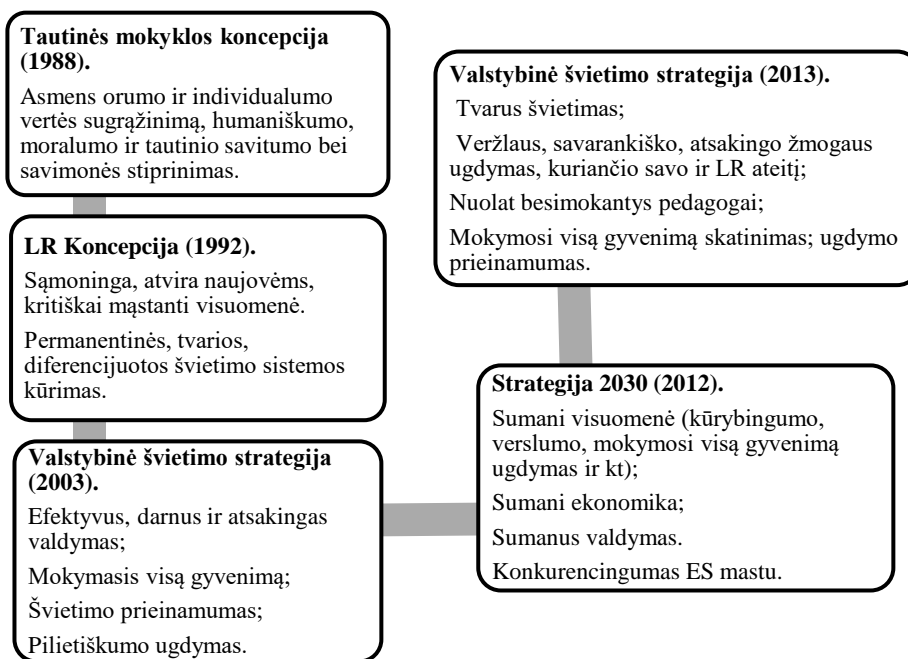 Tautinės mokyklos koncepcija
(1988).
Asmens orumo ir individualumo
vertės sugrąžinimą, humaniškumo,
moralumo ir tautinio savitumo bei
savimonės stiprinimas.
LR Koncepcija (1992).
Sąmoninga, atvira naujovėms,
kritiškai mąstanti visuomenė.
Permanentinės, tvarios,
diferencijuotos švietimo sistemos
kūrimas.
Valstybinė švietimo strategija
(2003).
Efektyvus, darnus ir atsakingas
valdymas;
Mokymasis visą gyvenimą;
Švietimo prieinamumas;
Pilietiškumo ugdymas.
Strategija 2030 (2012).
Sumani visuomenė (kūrybingumo,
verslumo, mokymosi visą gyvenimą
ugdymas ir kt);
Sumani ekonomika;
Sumanus valdymas.
Konkurencingumas ES mastu.
Valstybinė švietimo strategija (2013).
Tvarus švietimas;
Veržlaus, savarankiško, atsakingo žmogaus
ugdymas, kuriančio savo ir LR ateitį;
Nuolat besimokantys pedagogai;
Mokymosi visą gyvenimą skatinimas; ugdymo
prieinamumas.